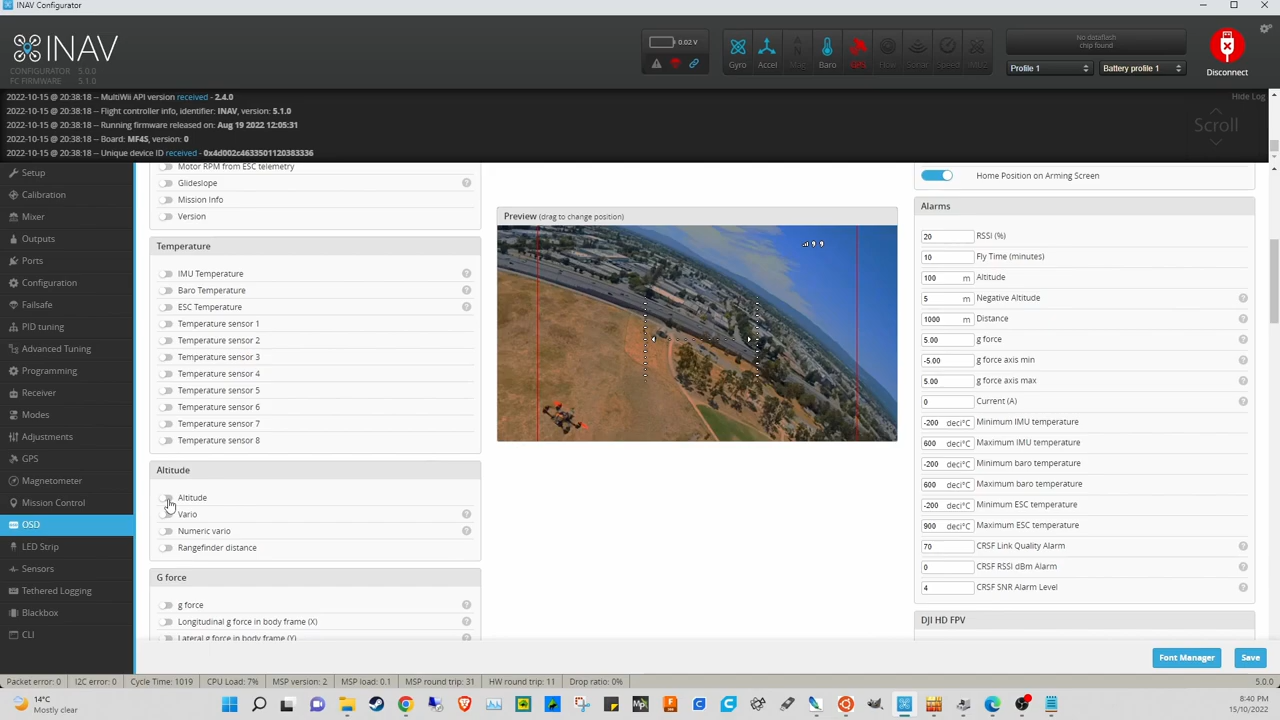 INAV Configurator
INAV
CONFIGURATOR 5.0.0
FC FIRMWARE 5.1.0
0.02 V
Gyro
Accel
Mag
Baro
GPS
Flow
Sonar
Speed
No dataflash
chip found
Profile 1
Battery profile 1
Disconnect
2022-10-15 @ 20:38:18 -- MultiWii API version received - 2.4.0
2022-10-15 @ 20:38:18 -- Flight controller info, identifier: INAV, version: 5.1.0
2022-10-15 @ 20:38:18 -- Running firmware released on: Aug 19 2022 12:05:31
2022-10-15 @ 20:38:18 -- Board: MF4S, version: 0
2022-10-15 @ 20:38:18 -- Unique device ID received - 0x4d002c4633501120383336
Hide Log
Scroll
Setup
Calibration
Mixer
Outputs
Ports
Configuration
Failsafe
PID tuning
Advanced Tuning
Programming
Receiver
Modes
Adjustments
GPS
Magnetometer
Mission Control
OSD
LED Strip
Sensors
Tethered Logging
Blackbox
CLI
Motor RPM from ESC telemetry
Glideslope
Mission Info
Version
Temperature
IMU Temperature
Baro Temperature
ESC Temperature
Temperature sensor 1
Temperature sensor 2
Temperature sensor 3
Temperature sensor 4
Temperature sensor 5
Temperature sensor 6
Temperature sensor 7
Temperature sensor 8
Altitude
Altitude
Vario
Numeric vario
Rangefinder distance
G force
g force
Longitudinal g force in body frame (X)
Lateral g force in body frame (Y)
Preview (drag to change position)
99
Home Position on Arming Screen
Alarms
20 RSSI (%)
10 Fly Time (minutes)
100 m Altitude
5 m Negative Altitude
1000 m Distance
5.00 g force
-5.00 g force axis min
5.00 g force axis max
0 Current (A)
-200 deci°C Minimum IMU temperature
600 deci°C Maximum IMU temperature
-200 deci°C Minimum baro temperature
600 deci°C Maximum baro temperature
-200 deci°C Minimum ESC temperature
900 deci°C Maximum ESC temperature
70 CRSF Link Quality Alarm
0 CRSF RSSI dBm Alarm
4 CRSF SNR Alarm Level
DJI HD FPV
Font Manager
Save
Packet error: 0
I2C error: 0
Cycle Time: 1019
CPU Load: 7%
MSP version: 2
MSP load: 0.1
MSP round trip: 31
HW round trip: 11
Drop ratio: 0%
5.0.0
14°C
Mostly clear
8:40 PM
15/10/2022